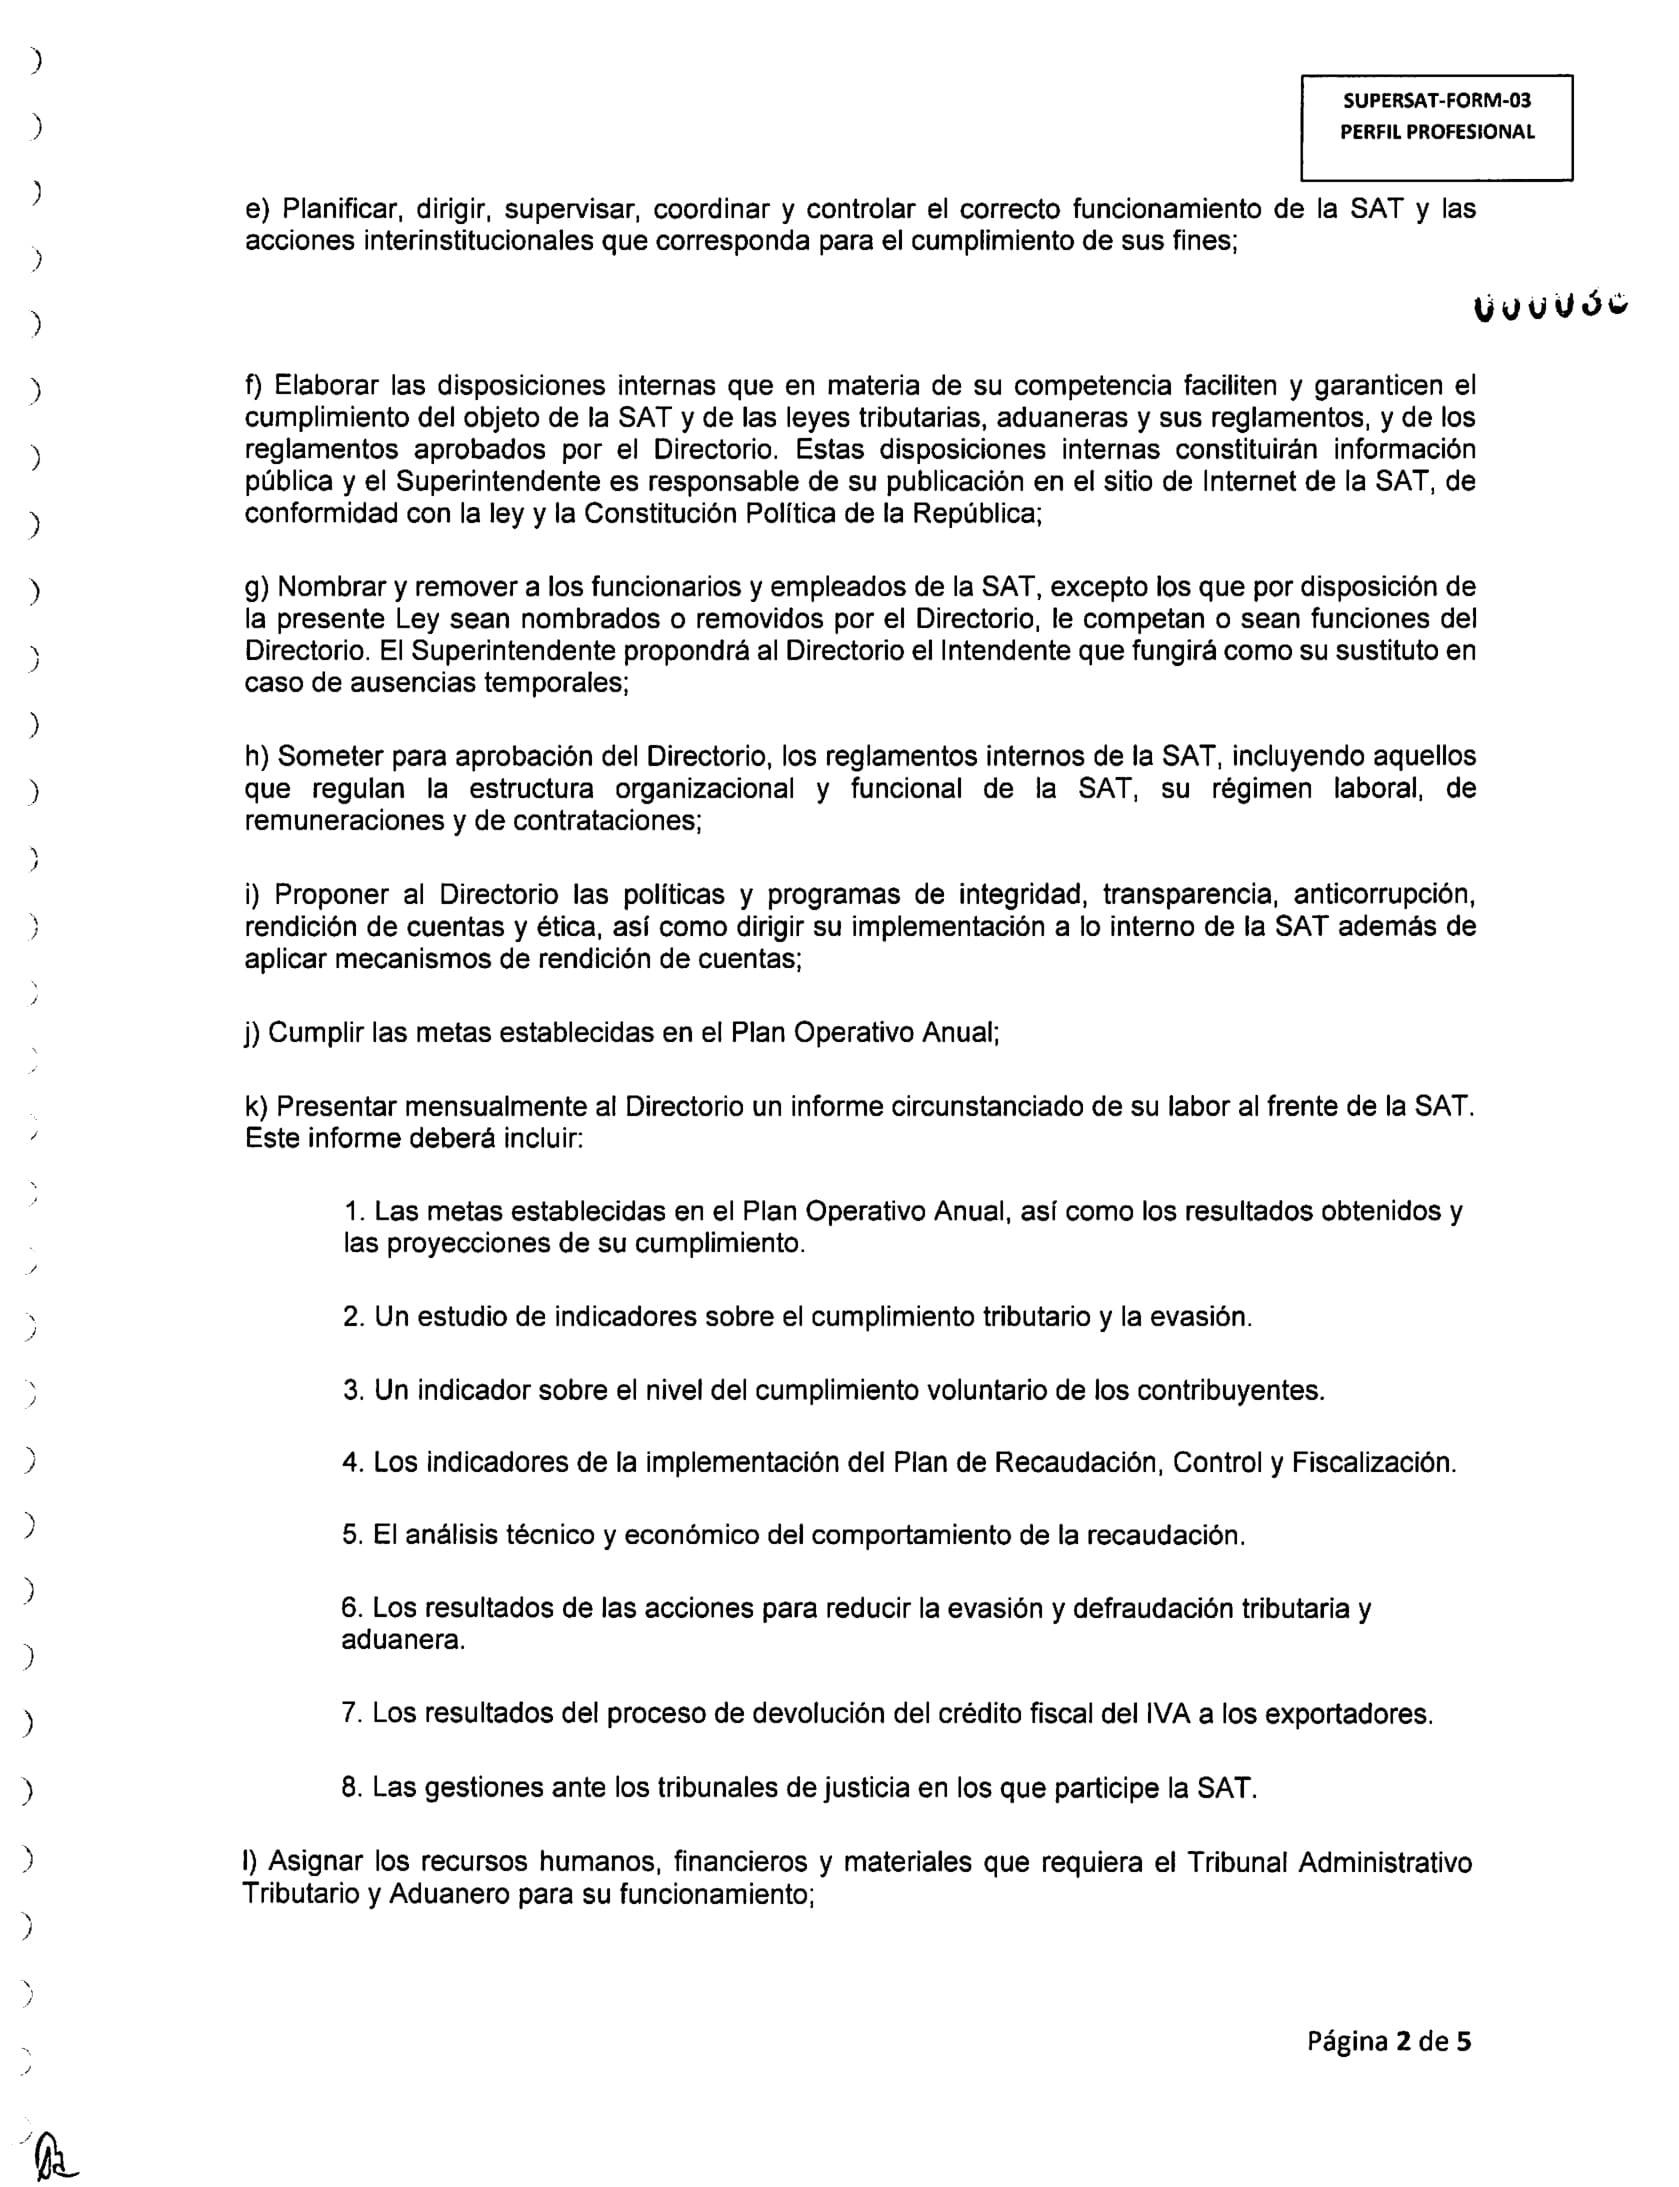 SUPERSAT-FORM-03
PERFIL PROFESIONAL
e) Planificar, dirigir, supervisar, coordinar y controlar el correcto funcionamiento de la SAT y las
acciones interinstitucionales que corresponda para el cumplimiento de sus fines;
f) Elaborar las disposiciones internas que en materia de su competencia faciliten y garanticen el
cumplimiento del objeto de la SAT y de las leyes tributarias, aduaneras y sus reglamentos, y de los
reglamentos aprobados por el Directorio. Estas disposiciones internas constituirán información
pública y el Superintendente es responsable de su publicación en el sitio de Internet de la SAT, de
conformidad con la ley y la Constitución Política de la República;
g) Nombrar y remover a los funcionarios y empleados de la SAT, excepto los que por disposición de
la presente Ley sean nombrados o removidos por el Directorio, le competan o sean funciones del
Directorio. El Superintendente propondrá al Directorio el Intendente que fungirá como su sustituto en
caso de ausencias temporales;
h) Someter para aprobación del Directorio, los reglamentos internos de la SAT, incluyendo aquellos
que regulan la estructura organizacional y funcional de la SAT, su régimen laboral, de
remuneraciones y de contrataciones;
i) Proponer al Directorio las políticas y programas de integridad, transparencia, anticorrupción,
rendición de cuentas y ética, así como dirigir su implementación a lo interno de la SAT además de
aplicar mecanismos de rendición de cuentas;
j) Cumplir las metas establecidas en el Plan Operativo Anual;
k) Presentar mensualmente al Directorio un informe circunstanciado de su labor al frente de la SAT.
Este informe deberá incluir:
1. Las metas establecidas en el Plan Operativo Anual, así como los resultados obtenidos y
las proyecciones de su cumplimiento.
2. Un estudio de indicadores sobre el cumplimiento tributario y la evasión.
3. Un indicador sobre el nivel del cumplimiento voluntario de los contribuyentes.
4. Los indicadores de la implementación del Plan de Recaudación, Control y Fiscalización.
5. El análisis técnico y económico del comportamiento de la recaudación.
6. Los resultados de las acciones para reducir la evasión y defraudación tributaria y
aduanera.
7. Los resultados del proceso de devolución del crédito fiscal del IVA a los exportadores.
8. Las gestiones ante los tribunales de justicia en los que participe la SAT.
l) Asignar los recursos humanos, financieros y materiales que requiera el Tribunal Administrativo
Tributario y Aduanero para su funcionamiento;
Página 2 de 5